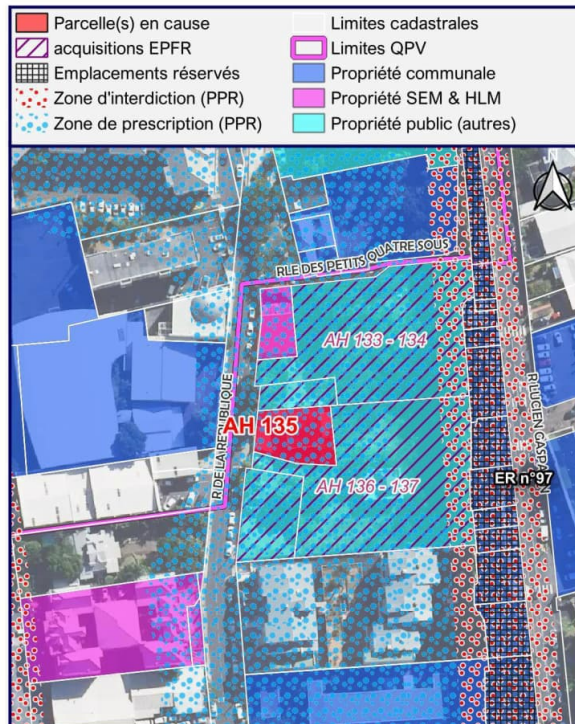 Parcelle(s) en cause
acquisitions EPFR
Emplacements réservés
Zone d'interdiction (PPR)
Zone de prescription (PPR)
Limites cadastrales
Limites QPV
Propriété communale
Propriété SEM & HLM
Propriété public (autres)
RLE DES PETITS QUATRE SOUS
AH 133 - 134
R DE LA REPUBLIQUE
AH 135
AH 136 - 137
R LUCIEN GASPARIN
ER n°97